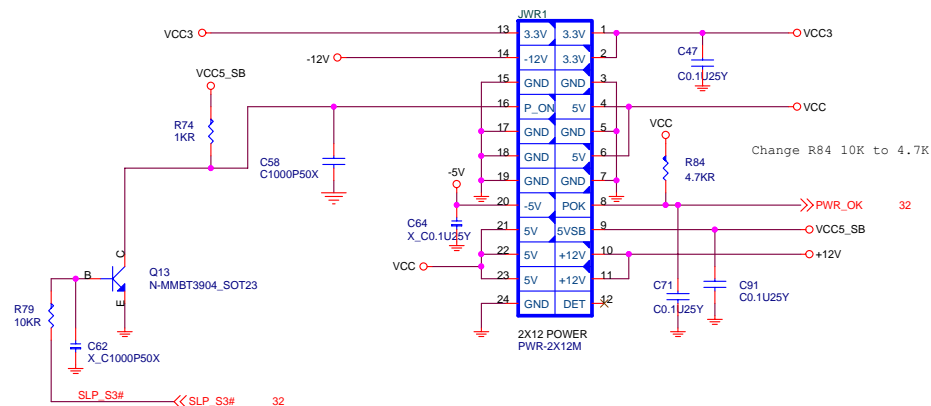 JWR1
VCC3
13
3.3V
3.3V
1
VCC3
-12V
14
-12V
3.3V
2
C47
C0.1U25Y
15
GND
GND
3
VCC5_SB
16
P_ON
5V
4
VCC
R74
1KR
17
GND
GND
5
VCC
18
GND
5V
6
Change R84 10K to 4.7K
C58
C1000P50X
19
GND
GND
7
R84
4.7KR
-5V
20
-5V
POK
8
PWR_OK
32
C64
X_C0.1U25Y
21
5V
5VSB
9
VCC5_SB
22
5V
+12V
10
+12V
VCC
23
5V
+12V
11
C
B
E
Q13
N-MMBT3904_SOT23
C71
C0.1U25Y
C91
C0.1U25Y
24
GND
DET
12
R79
10KR
2X12 POWER
PWR-2X12M
C62
X_C1000P50X
SLP_S3#
SLP_S3#
32